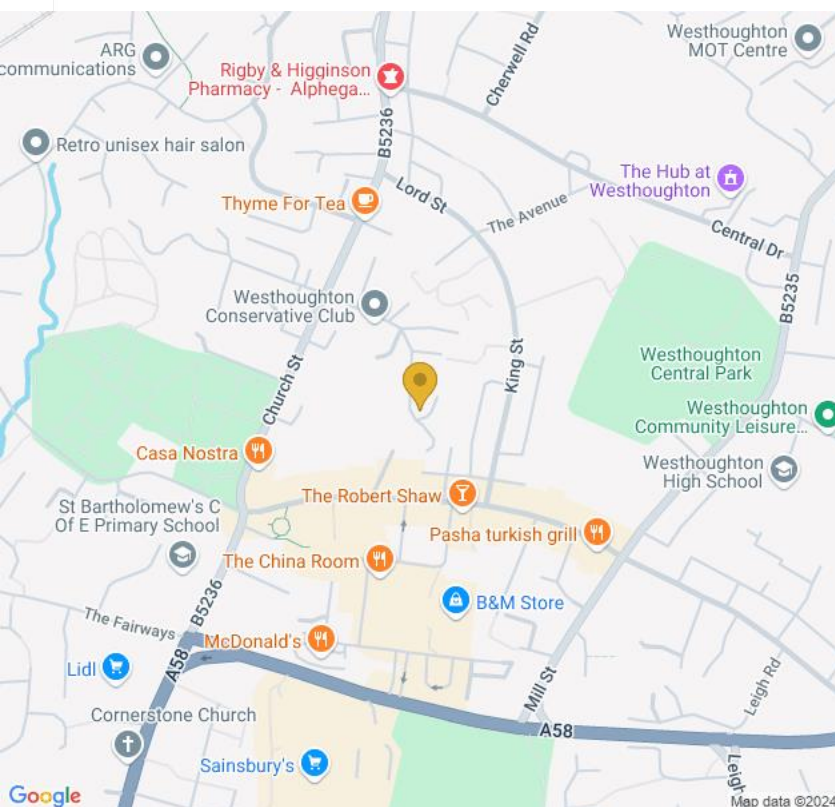 ARG
communications
Westhoughton
MOT Centre
Rigby & Higginson
Pharmacy - Alphega...
Cherwell Rd
B5236
Retro unisex hair salon
The Hub at
Westhoughton
Thyme For Tea
Lord St
The Avenue
Central Dr
B5235
Westhoughton
Conservative Club
King St
Westhoughton
Central Park
Church St
Westhoughton
Community Leisure...
Casa Nostra
Westhoughton
High School
The Robert Shaw
St Bartholomew's C
Of E Primary School
Pasha turkish grill
The China Room
B&M Store
B5236
The Fairways
McDonald's
A58
Lidl
Leigh Rd
Mill St
Cornerstone Church
A58
Sainsbury's
Leigh
Google
Map data ©2024